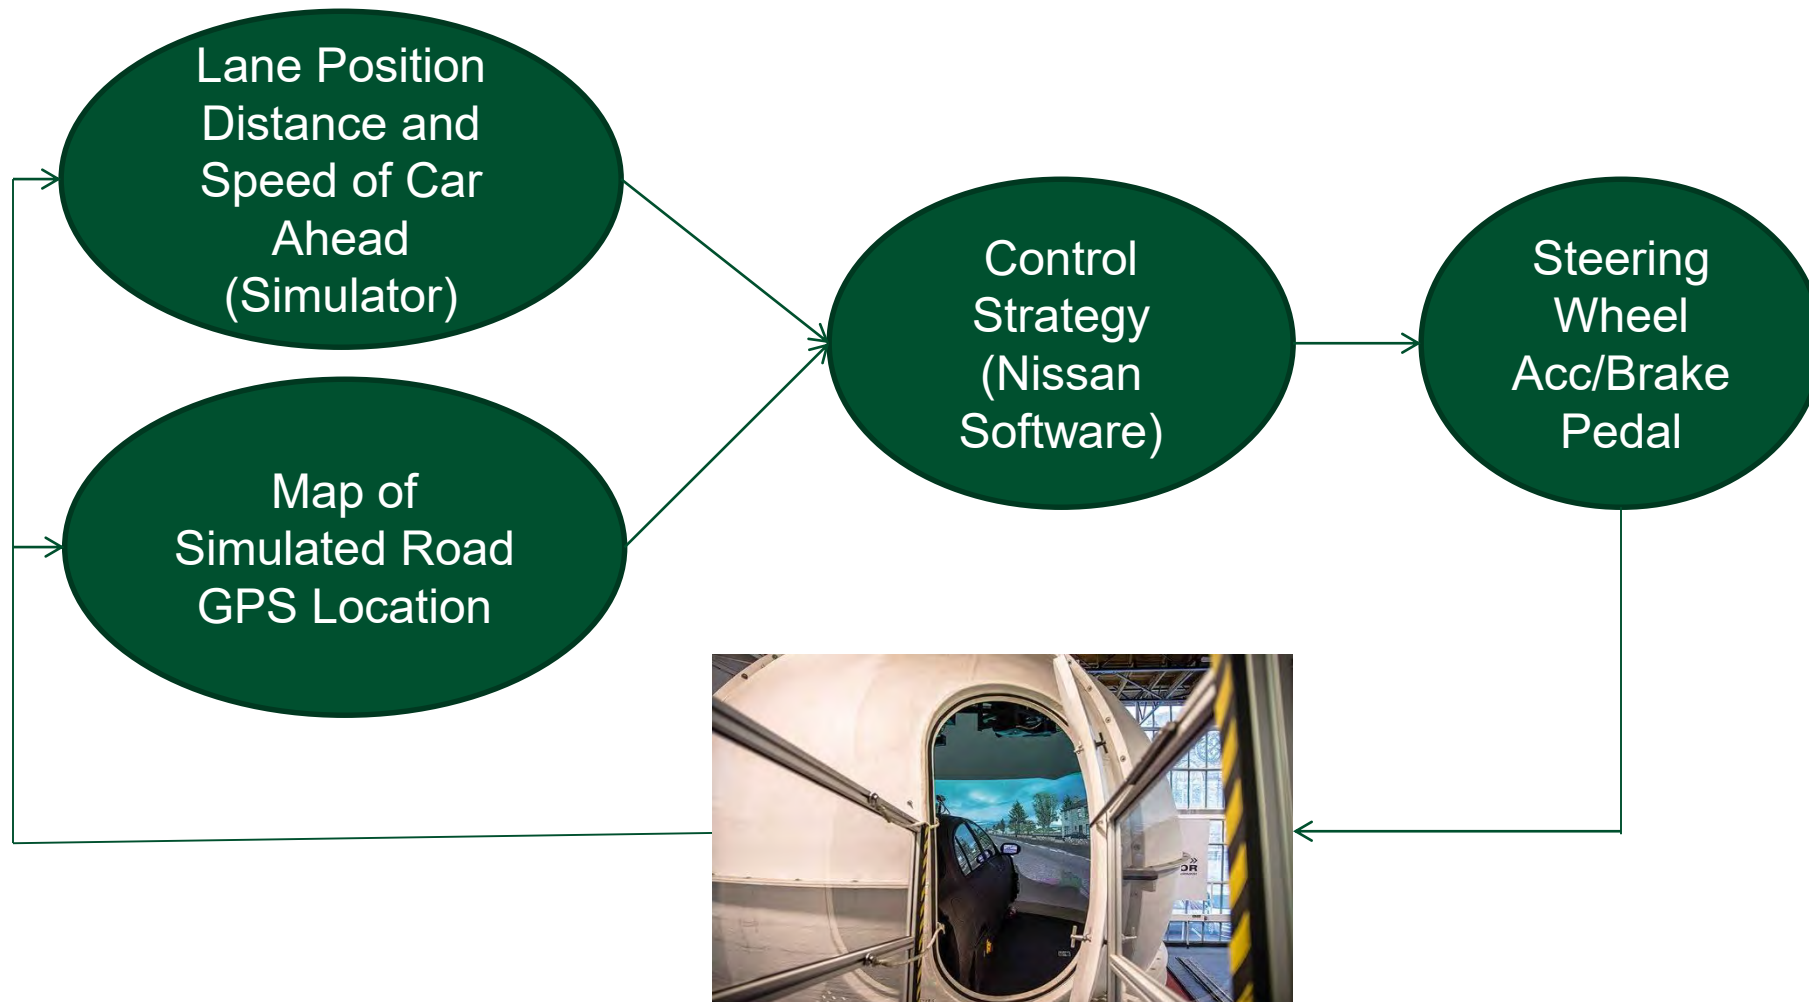 Lane Position
Distance and
Speed of Car
Ahead
(Simulator)
Map of
Simulated Road
GPS Location
Control
Strategy
(Nissan
Software)
Steering
Wheel
Acc/Brake
Pedal